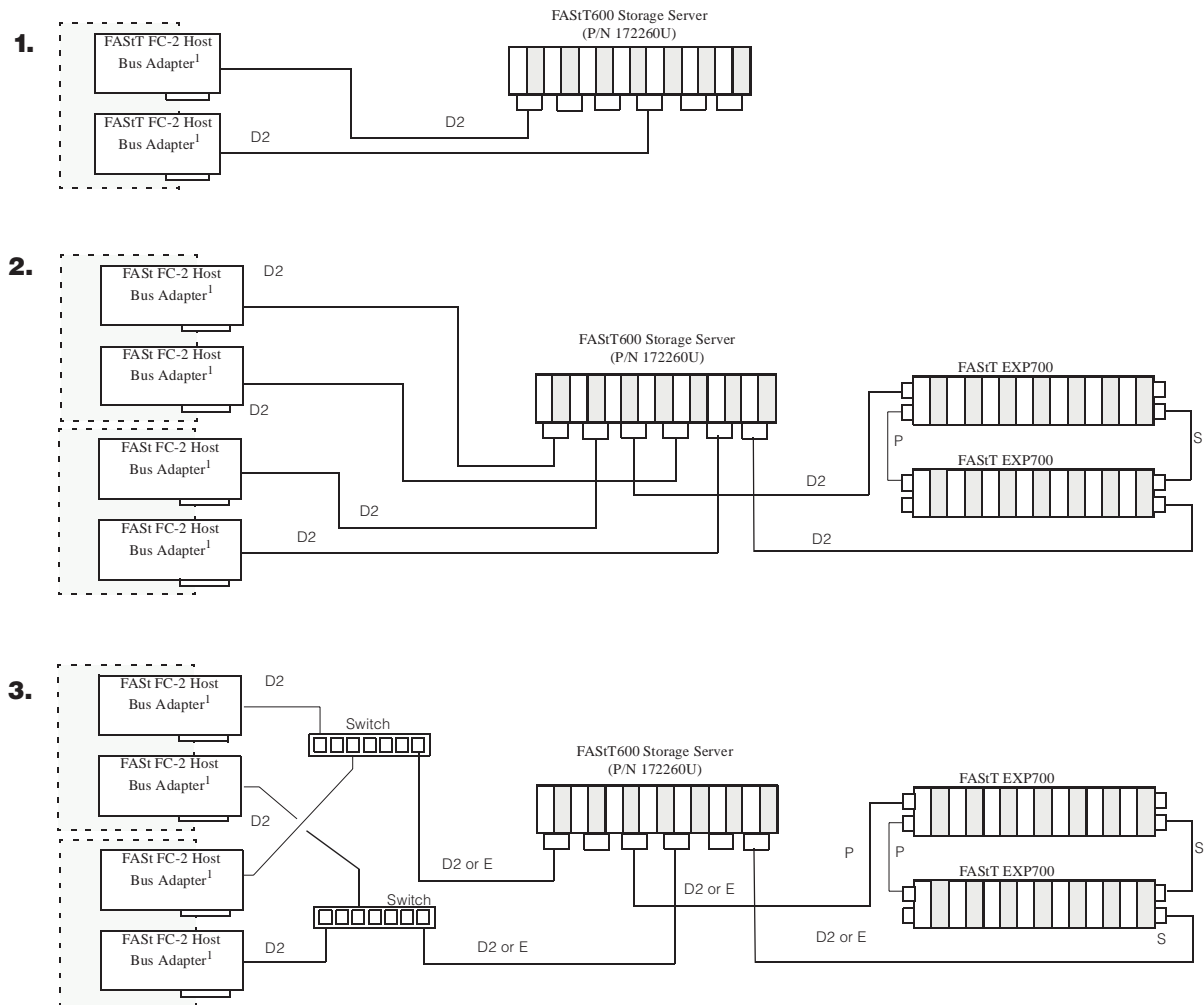 1.
FAStT600 Storage Server
(P/N 172260U)
FAStT FC-2 Host
Bus Adapter1
D2
FAStT FC-2 Host
Bus Adapter1
D2
2.
FASt FC-2 Host
Bus Adapter1
D2
FASt FC-2 Host
Bus Adapter1
D2
FASt FC-2 Host
Bus Adapter1
D2
FASt FC-2 Host
Bus Adapter1
D2
FAStT600 Storage Server
(P/N 172260U)
FAStT EXP700
P
S
FAStT EXP700
D2
D2
3.
FASt FC-2 Host
Bus Adapter1
D2
Switch
FASt FC-2 Host
Bus Adapter1
D2
FASt FC-2 Host
Bus Adapter1
D2 or E
Switch
FASt FC-2 Host
Bus Adapter1
D2
D2 or E
FAStT600 Storage Server
(P/N 172260U)
FAStT EXP700
P
P
S
FAStT EXP700
D2 or E
D2 or E
S